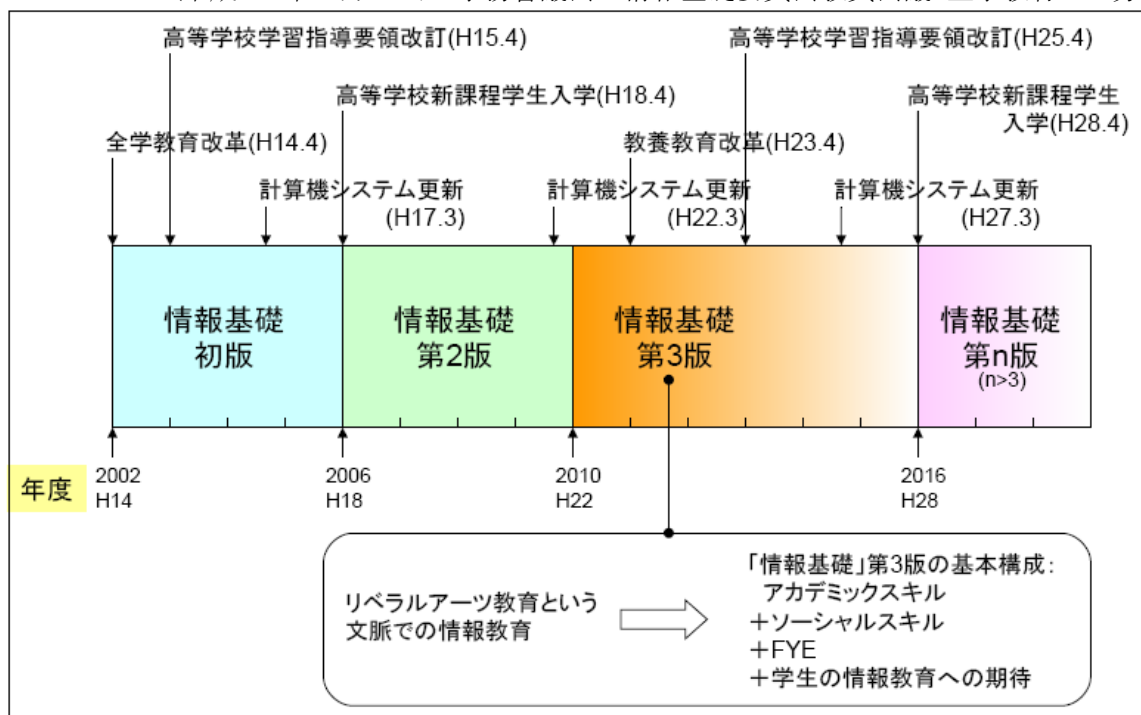 高等学校学習指導要領改訂(H15.4)
高等学校学習指導要領改訂(H25.4)
高等学校新課程学生入学(H18.4)
高等学校新課程学生
入学(H28.4)
全学教育改革(H14.4)
教養教育改革(H23.4)
計算機システム更新
(H17.3)
計算機システム更新
(H22.3)
計算機システム更新
(H27.3)
情報基礎
初版
情報基礎
第2版
情報基礎
第3版
情報基礎
第n版
(n>3)
年度
2002
H14
2006
H18
2010
H22
2016
H28
リベラルアーツ教育という
文脈での情報教育
「情報基礎」第3版の基本構成:
アカデミックスキル
+ソーシャルスキル
+FYE
+学生の情報教育への期待